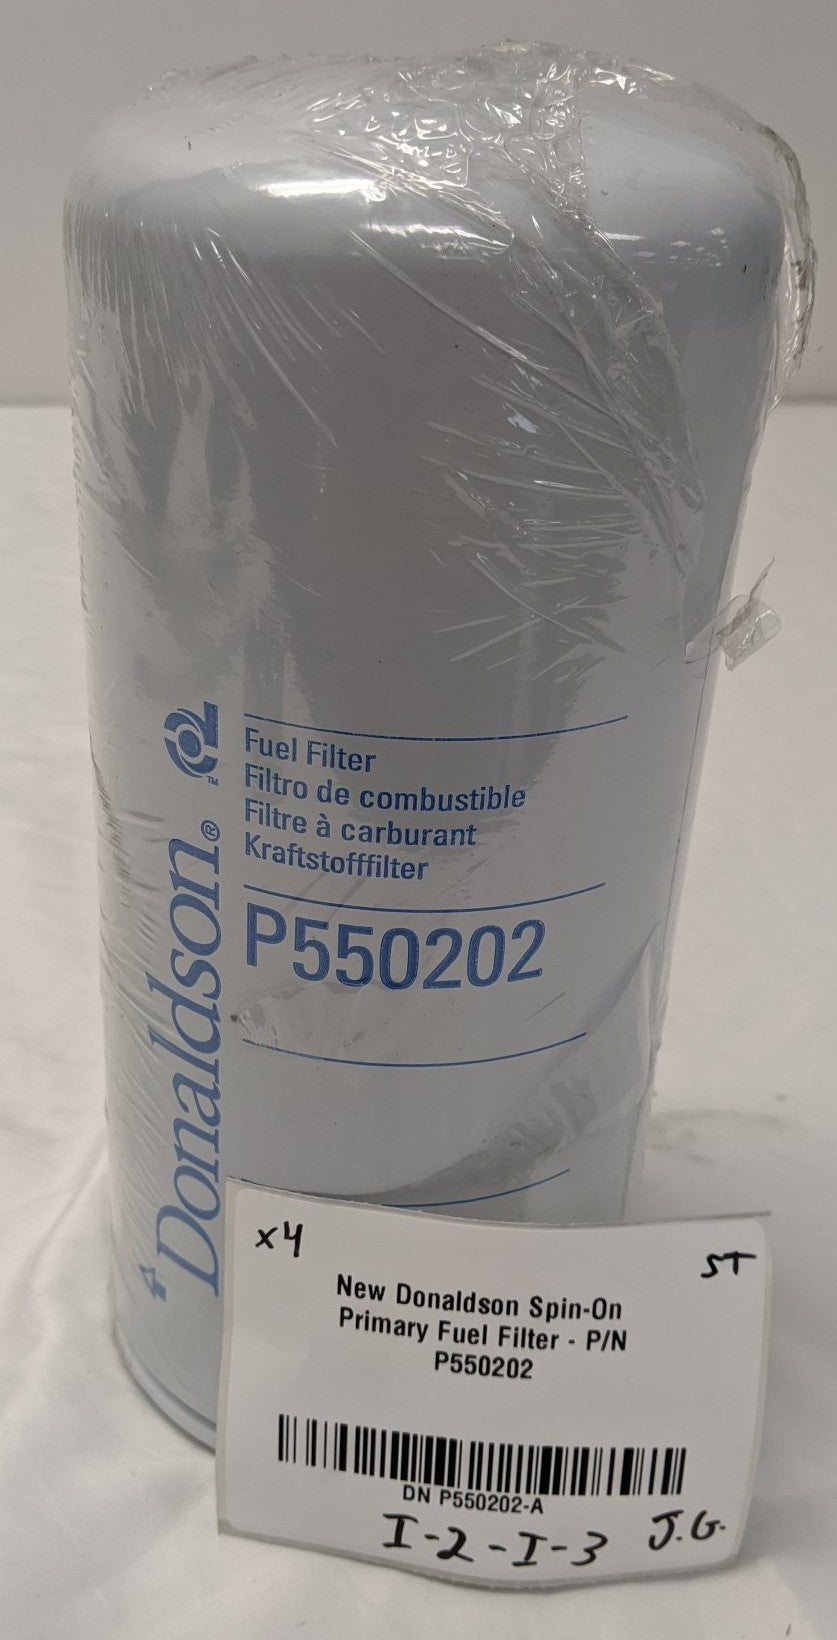 Donaldson®
TM
Fuel Filter
Filtro de combustible
Filtre à carburant
Kraftstofffilter
P550202
x4
ST
New Donaldson Spin-On
Primary Fuel Filter - P/N
P550202
DN P550202-A
I-2-I-3
J.G.